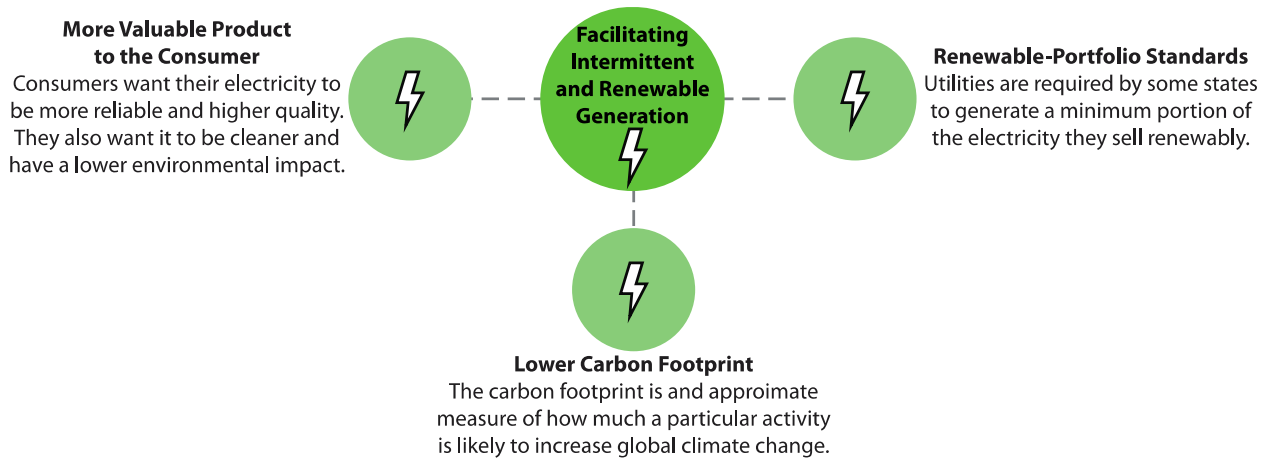 More Valuable Product
to the Consumer
Consumers want their electricity to
be more reliable and higher quality.
They also want it to be cleaner and
have a lower environmental impact.
Facilitating
Intermittent
and Renewable
Generation
Renewable-Portfolio Standards
Utilities are required by some states
to generate a minimum portion of
the electricity they sell renewably.
Lower Carbon Footprint
The carbon footprint is and approimate
measure of how much a particular activity
is likely to increase global climate change.